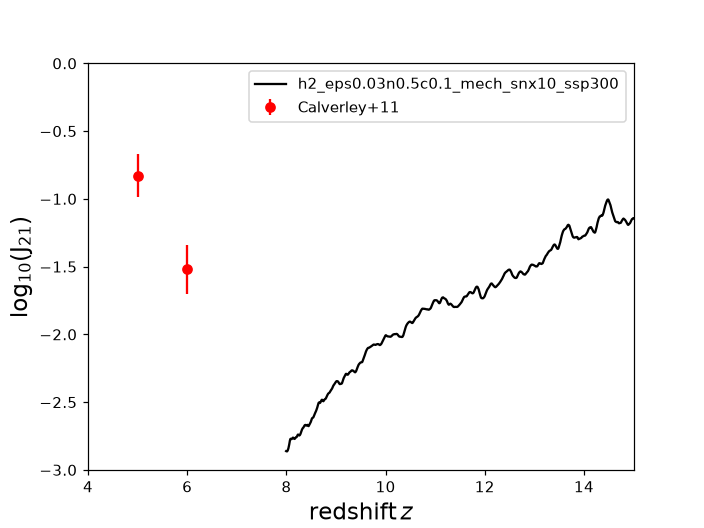 h2_eps0.03n0.5c0.1_mech_snx10_ssp300
Calverley+11
0.0
−0.5
−1.0
−1.5
−2.0
−2.5
−3.0
log₁₀(J₂₁)
4 6 8 10 12 14
redshift z